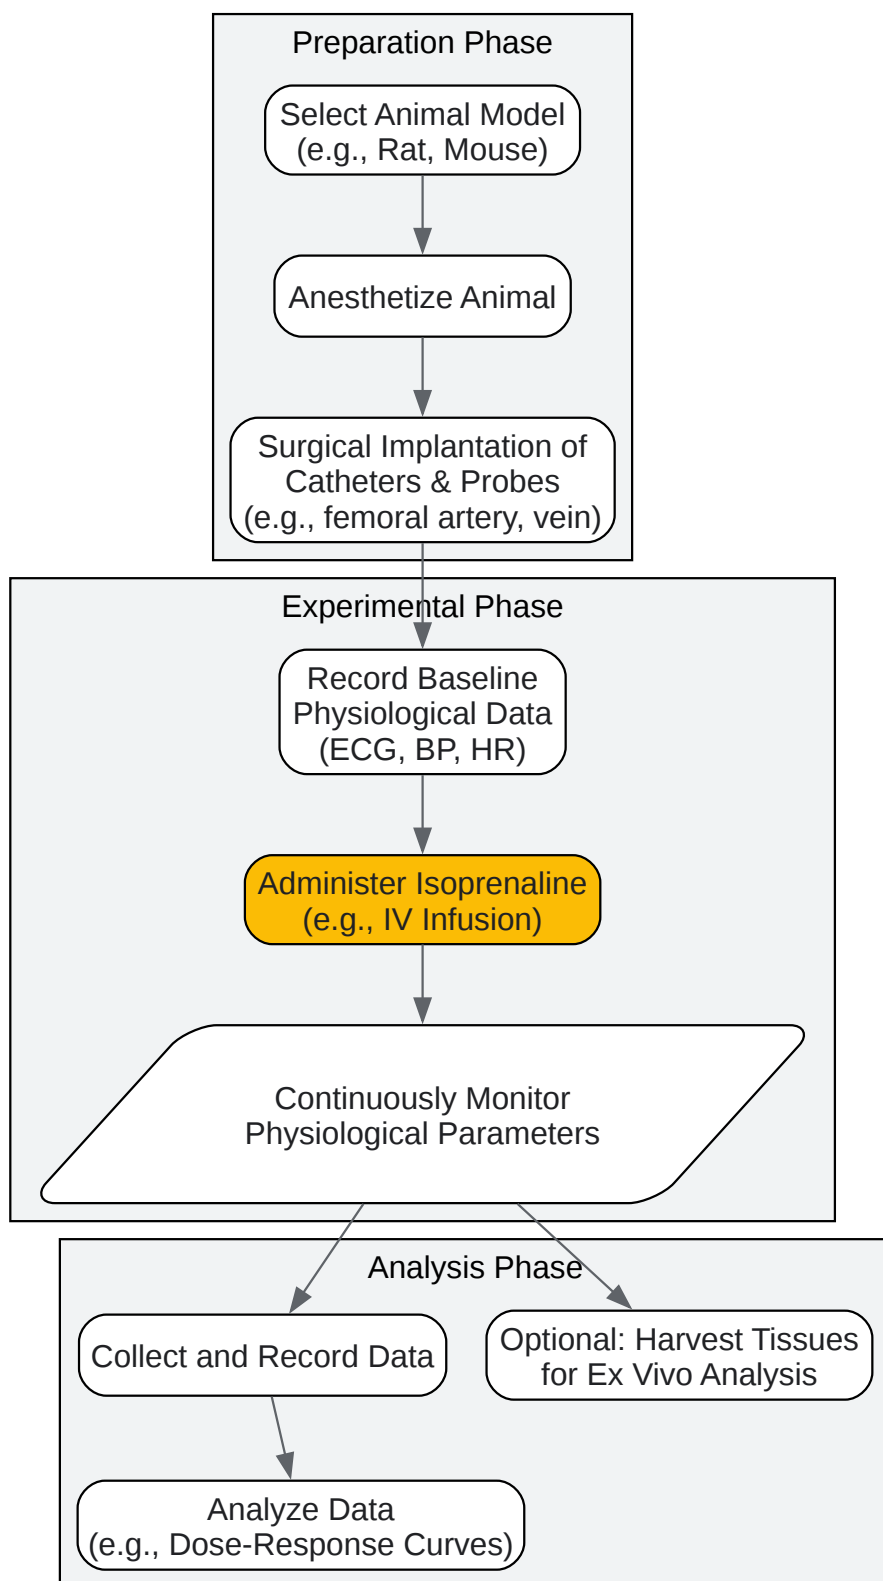 Preparation Phase
Select Animal Model
(e.g., Rat, Mouse)
Anesthetize Animal
Surgical Implantation of
Catheters & Probes
(e.g., femoral artery, vein)
Experimental Phase
Record Baseline
Physiological Data
(ECG, BP, HR)
Administer Isoprenaline
(e.g., IV Infusion)
Continuously Monitor
Physiological Parameters
Analysis Phase
Collect and Record Data
Optional: Harvest Tissues
for Ex Vivo Analysis
Analyze Data
(e.g., Dose-Response Curves)